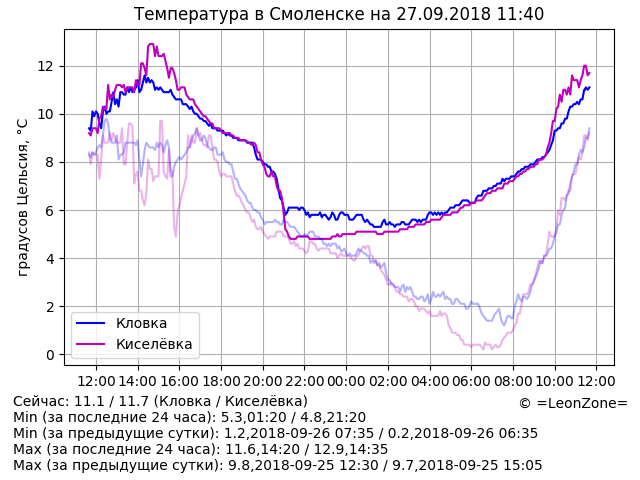 Температура в Смоленске на 27.09.2018 11:40
градусов Цельсия, °C
12
10
8
6
4
2
0
Кловка
Киселёвка
12:00 14:00 16:00 18:00 20:00 22:00 00:00 02:00 04:00 06:00 08:00 10:00 12:00
Сейчас: 11.1 / 11.7 (Кловка / Киселёвка)
© =LeonZone=
Min (за последние 24 часа): 5.3,01:20 / 4.8,21:20
Min (за предыдущие сутки): 1.2,2018-09-26 07:35 / 0.2,2018-09-26 06:35
Max (за последние 24 часа): 11.6,14:20 / 12.9,14:35
Max (за предыдущие сутки): 9.8,2018-09-25 12:30 / 9.7,2018-09-25 15:05